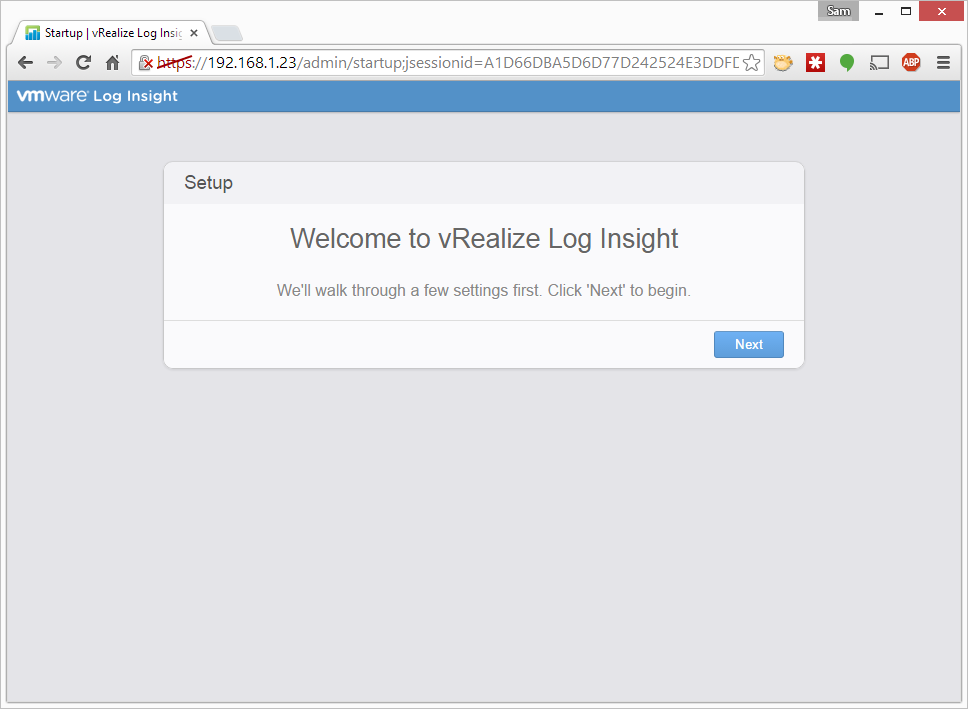 Sam
Startup | vRealize Log Insig
https://192.168.1.23/admin/startup;jsessionid=A1D66DBA5D6D77D242524E3DDFD
ABP
vmware® Log Insight
Setup
Welcome to vRealize Log Insight
We'll walk through a few settings first. Click 'Next' to begin.
Next